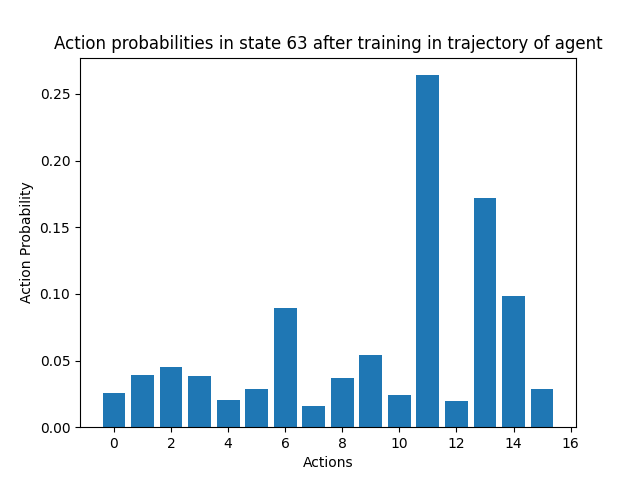 Action probabilities in state 63 after training in trajectory of agent
0.25
0.20
0.15
0.10
0.05
0.00
Action Probability
0 2 4 6 8 10 12 14 16
Actions